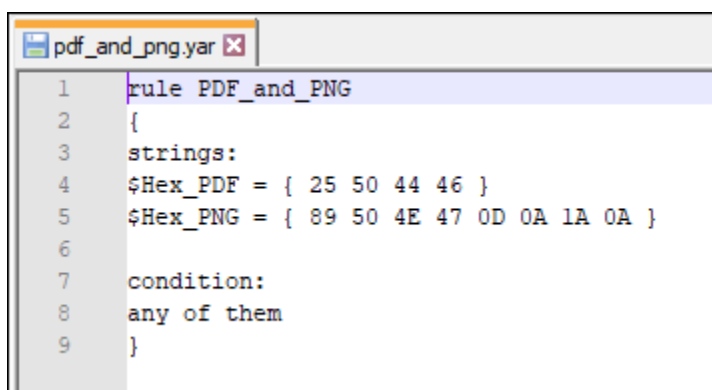 pdf_and_png.yar
1 rule PDF_and_PNG
2 {
3 strings:
4 $Hex_PDF = { 25 50 44 46 }
5 $Hex_PNG = { 89 50 4E 47 0D 0A 1A 0A }
6
7 condition:
8 any of them
9 }